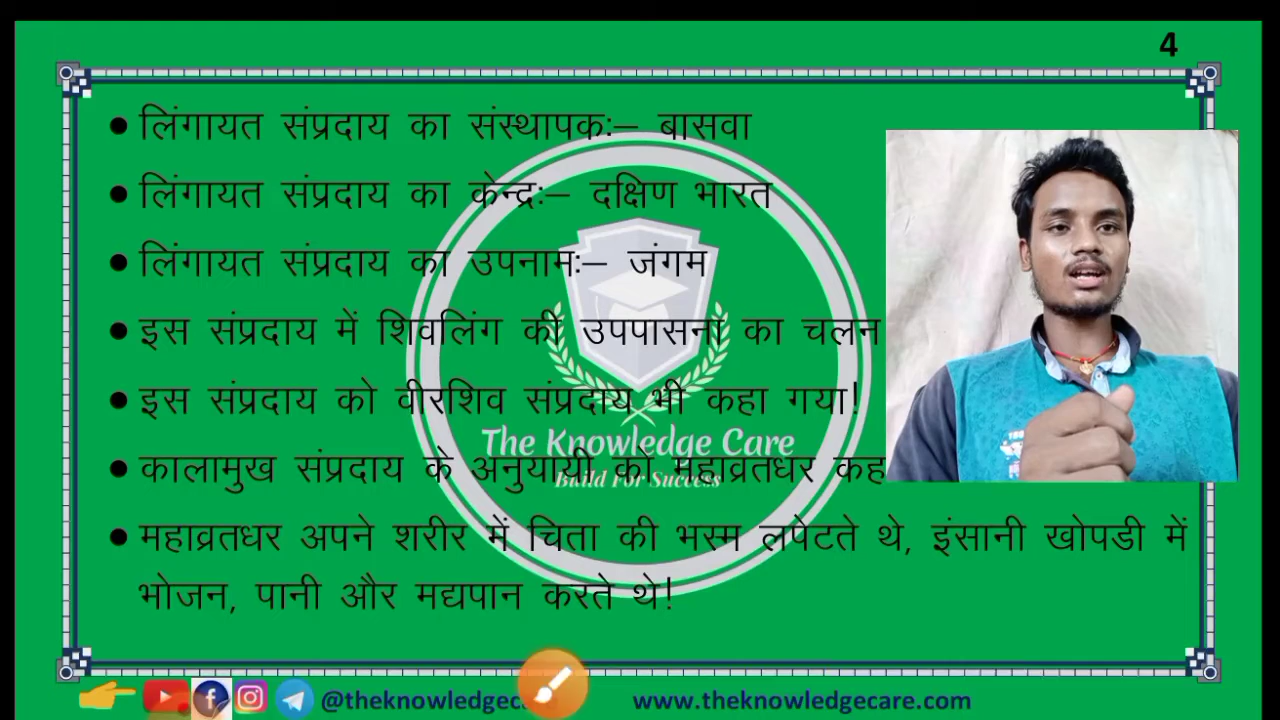 4
• लिंगायत संप्रदाय का संस्थापकः– बासवा
• लिंगायत संप्रदाय का केन्द्रः– दक्षिण भारत
• लिंगायत संप्रदाय का उपनामः– जंगम
• इस संप्रदाय में शिवलिंग की उपपासना का चलन
• इस संप्रदाय को वीरशिव संप्रदाय भी कहा गया!
The Knowledge Care
• कालामुख संप्रदाय के अनुयायी को महाव्रतधर कह
Build For Success
• महाव्रतधर अपने शरीर में चिता की भस्म लपेटते थे, इंसानी खोपडी में
भोजन, पानी और मद्यपान करते थे!
@theknowledgec www.theknowledgecare.com